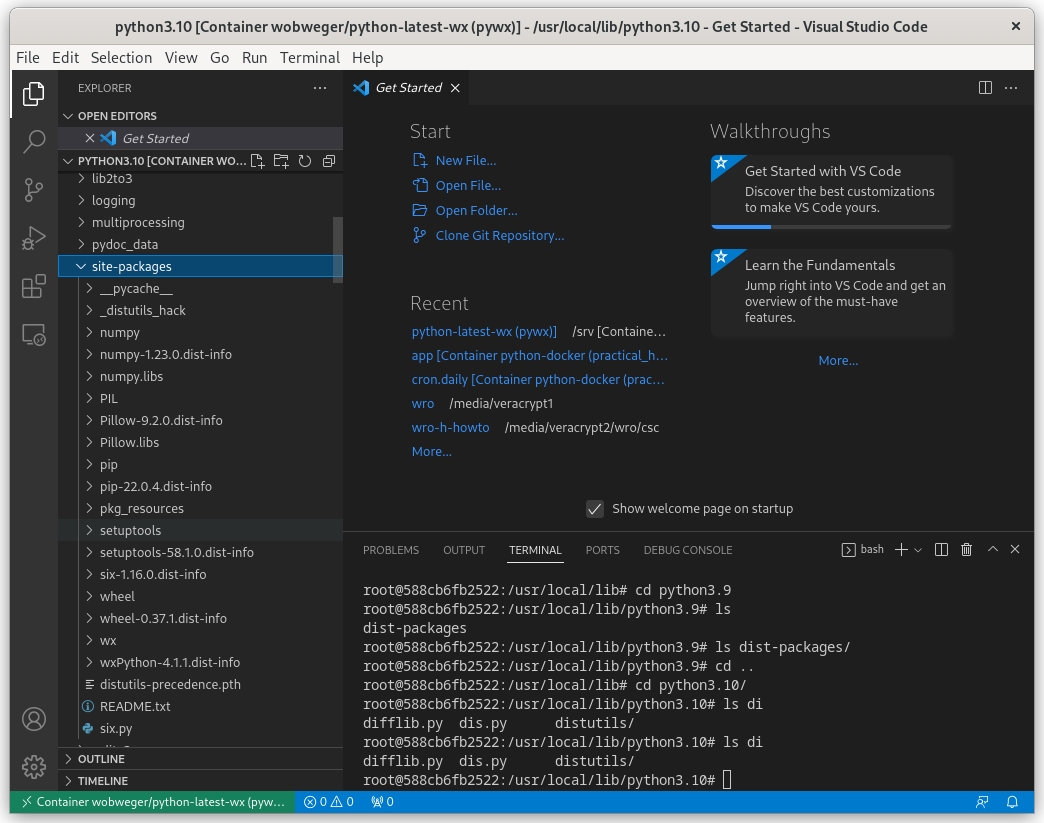 python3.10 [Container wobweger/python-latest-wx (pywx)] - /usr/local/lib/python3.10 - Get Started - Visual Studio Code
File Edit Selection View Go Run Terminal Help
EXPLORER
OPEN EDITORS
Get Started
PYTHON3.10 [CONTAINER WO...
lib2to3
logging
multiprocessing
pydoc_data
site-packages
__pycache__
_distutils_hack
numpy
numpy-1.23.0.dist-info
numpy.libs
PIL
Pillow-9.2.0.dist-info
Pillow.libs
pip
pip-22.0.4.dist-info
pkg_resources
setuptools
setuptools-58.1.0.dist-info
six-1.16.0.dist-info
wheel
wheel-0.37.1.dist-info
wx
wxPython-4.1.1.dist-info
distutils-precedence.pth
README.txt
six.py
OUTLINE
TIMELINE
Get Started
Start
New File...
Open File...
Open Folder...
Clone Git Repository...
Recent
python-latest-wx (pywx)] /srv [Containe...
app [Container python-docker (practical_h...
cron.daily [Container python-docker (prac...
wro /media/veracrypt1
wro-h-howto /media/veracrypt2/wro/csc
More...
Walkthroughs
Get Started with VS Code
Discover the best customizations
to make VS Code yours.
Learn the Fundamentals
Jump right into VS Code and get an
overview of the must-have
features.
More...
Show welcome page on startup
PROBLEMS OUTPUT TERMINAL PORTS DEBUG CONSOLE
bash
root@588cb6fb2522:/usr/local/lib# cd python3.9
root@588cb6fb2522:/usr/local/lib/python3.9# ls
dist-packages
root@588cb6fb2522:/usr/local/lib/python3.9# ls dist-packages/
root@588cb6fb2522:/usr/local/lib/python3.9# cd ..
root@588cb6fb2522:/usr/local/lib# cd python3.10/
root@588cb6fb2522:/usr/local/lib/python3.10# ls di
difflib.py dis.py distutils/
root@588cb6fb2522:/usr/local/lib/python3.10# ls di
difflib.py dis.py distutils/
root@588cb6fb2522:/usr/local/lib/python3.10#
Container wobweger/python-latest-wx (pyw... 0 0 0